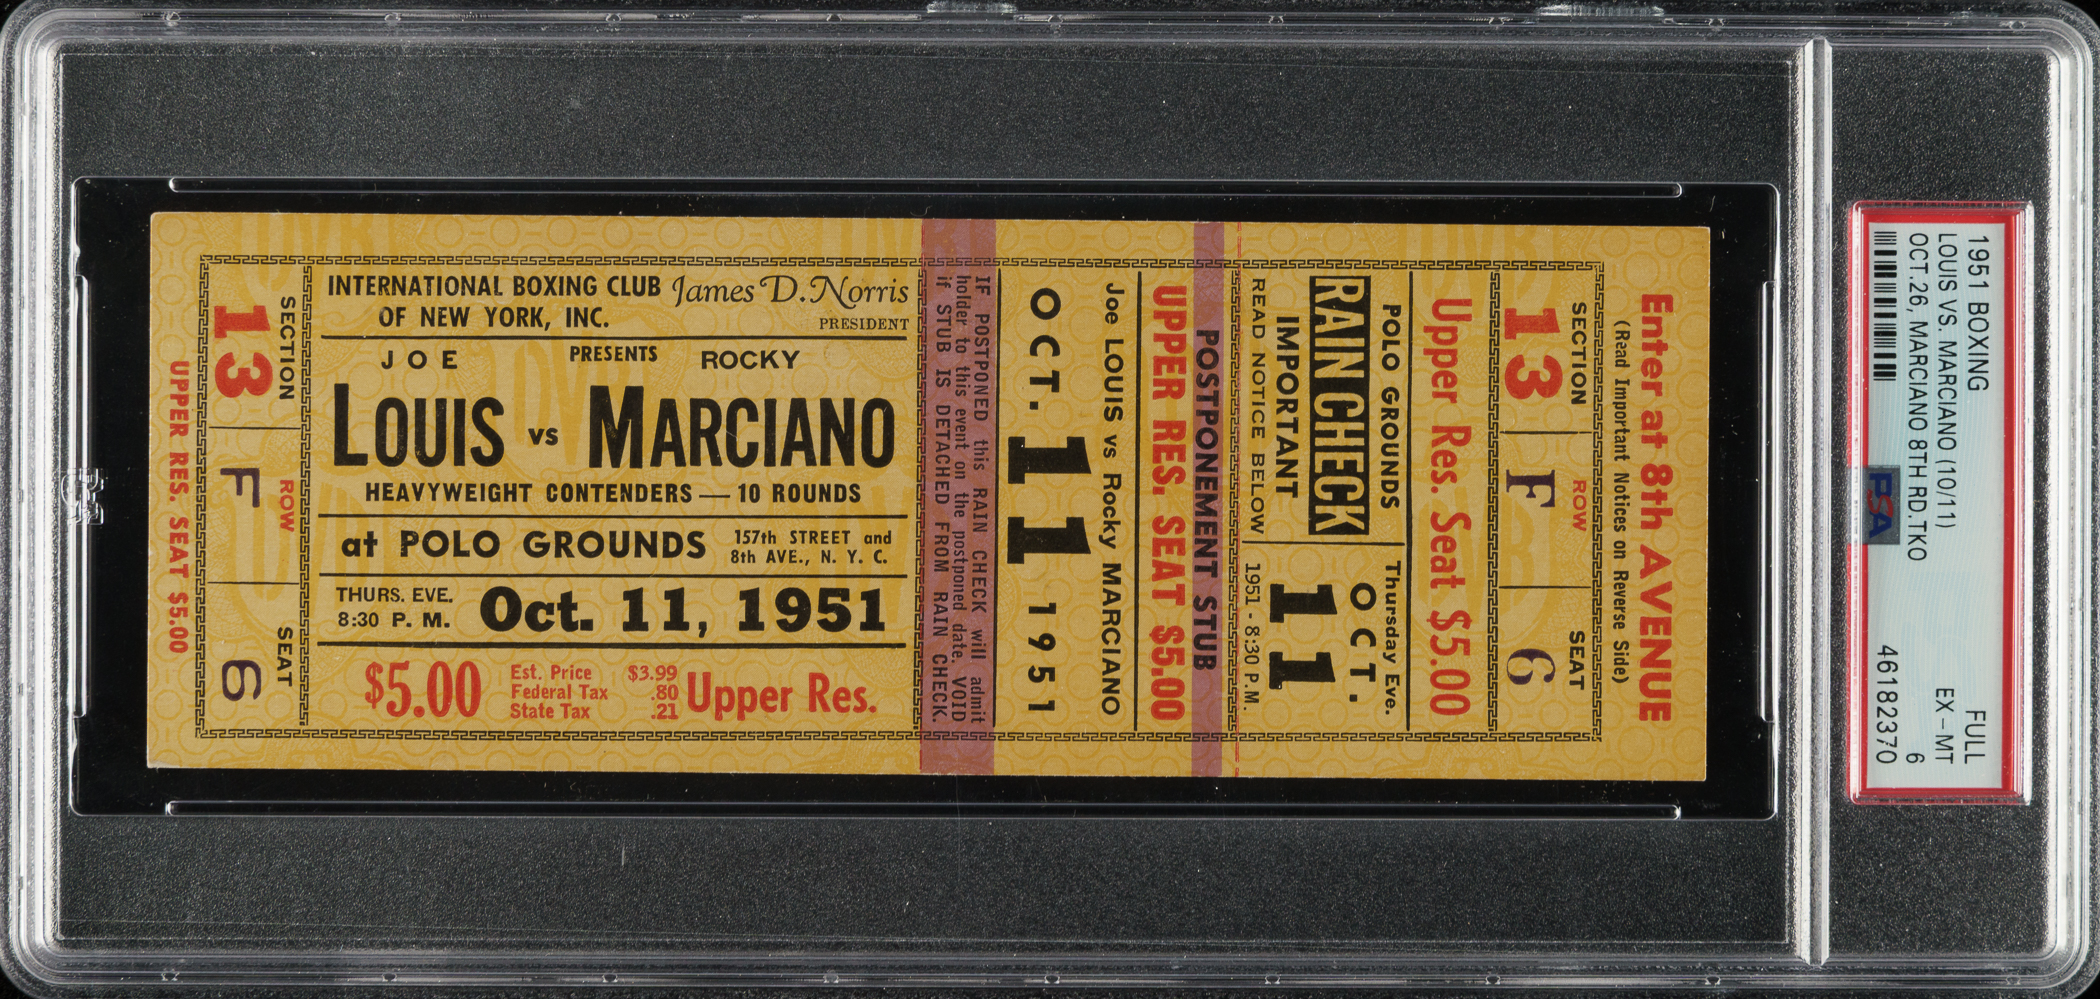 SECTION
13
ROW
F
SEAT
6
UPPER RES. SEAT $5.00
INTERNATIONAL BOXING CLUB
OF NEW YORK, INC.
James D. Norris
PRESIDENT
PRESENTS
JOE
ROCKY
LOUIS vs MARCIANO
HEAVYWEIGHT CONTENDERS — 10 ROUNDS
at POLO GROUNDS
157th STREET and
8th AVE., N. Y. C.
THURS. EVE.
8:30 P. M.
Oct. 11, 1951
$5.00
Est. Price $3.99
Federal Tax .80
State Tax .21
Upper Res.
IF POSTPONED this RAIN CHECK will admit
holder to this event on the postponed date. VOID
if STUB IS DETACHED FROM RAIN CHECK.
Joe LOUIS vs Rocky MARCIANO
OCT. 11 1951
POSTPONEMENT STUB
UPPER RES. SEAT $5.00
POLO GROUNDS
RAIN CHECK
IMPORTANT
READ NOTICE BELOW
Thursday Eve.
OCT.
11
1951 - 8:30 P.M.
Enter at 8th AVENUE
(Read Important Notices on Reverse Side)
SECTION
13
ROW
F
SEAT
6
Upper Res. Seat $5.00
1951 BOXING FULL
LOUIS VS. MARCIANO (10/11) EX-MT
OCT.26, MARCIANO 8TH RD.TKO 6
PSA
46182370